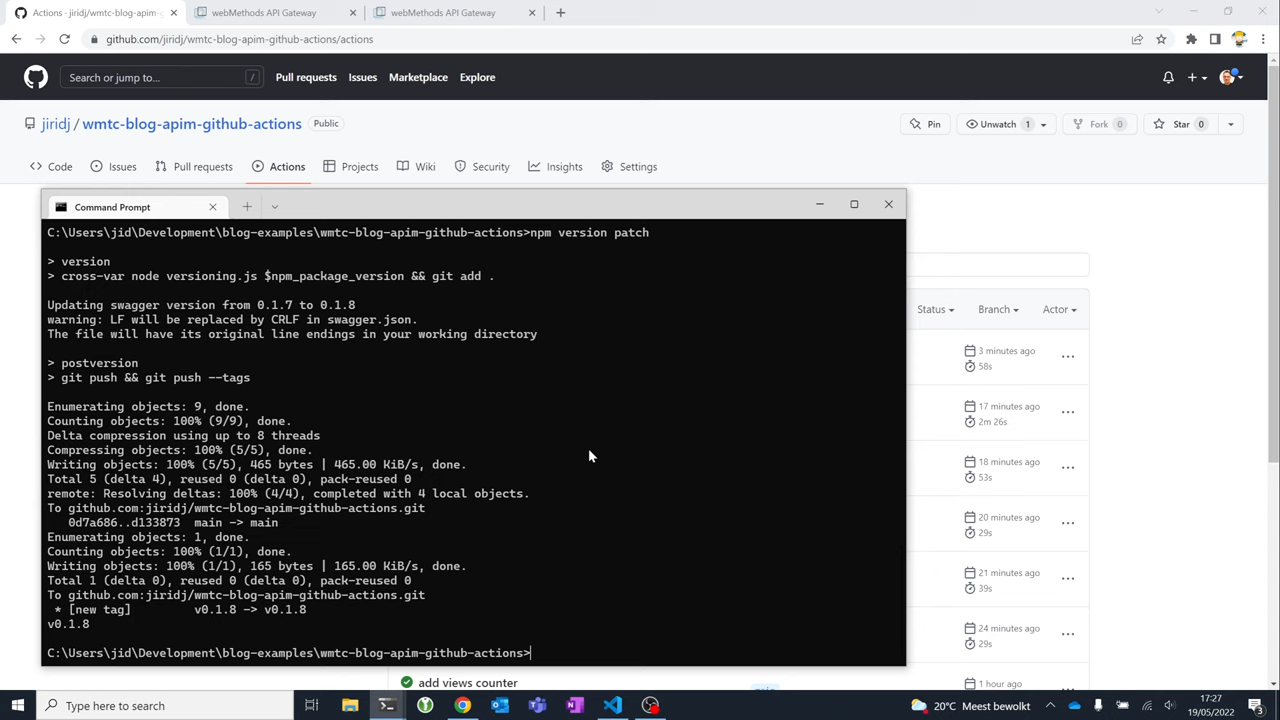 Actions · jiridj/wmtc-blog-apim-
webMethods API Gateway
webMethods API Gateway
github.com/jiridj/wmtc-blog-apim-github-actions/actions
Search or jump to...
/
Pull requests
Issues
Marketplace
Explore
jiridj / wmtc-blog-apim-github-actions
Public
Pin
Unwatch 1
Fork 0
Star 0
Code
Issues
Pull requests
Actions
Projects
Wiki
Security
Insights
Settings
Command Prompt
C:\Users\jid\Development\blog-examples\wmtc-blog-apim-github-actions>npm version patch
> version
> cross-var node versioning.js $npm_package_version && git add .
Updating swagger version from 0.1.7 to 0.1.8
warning: LF will be replaced by CRLF in swagger.json.
The file will have its original line endings in your working directory
> postversion
> git push && git push --tags
Enumerating objects: 9, done.
Counting objects: 100% (9/9), done.
Delta compression using up to 8 threads
Compressing objects: 100% (5/5), done.
Writing objects: 100% (5/5), 465 bytes | 465.00 KiB/s, done.
Total 5 (delta 4), reused 0 (delta 0), pack-reused 0
remote: Resolving deltas: 100% (4/4), completed with 4 local objects.
To github.com:jiridj/wmtc-blog-apim-github-actions.git
0d7a686..d133873 main -> main
Enumerating objects: 1, done.
Counting objects: 100% (1/1), done.
Writing objects: 100% (1/1), 165 bytes | 165.00 KiB/s, done.
Total 1 (delta 0), reused 0 (delta 0), pack-reused 0
To github.com:jiridj/wmtc-blog-apim-github-actions.git
* [new tag] v0.1.8 -> v0.1.8
v0.1.8
C:\Users\jid\Development\blog-examples\wmtc-blog-apim-github-actions>
Status
Branch
Actor
3 minutes ago
58s
17 minutes ago
2m 26s
18 minutes ago
53s
20 minutes ago
29s
21 minutes ago
39s
24 minutes ago
29s
add views counter
1 hour ago
Type here to search
20°C Meest bewolkt
17:27
19/05/2022
3